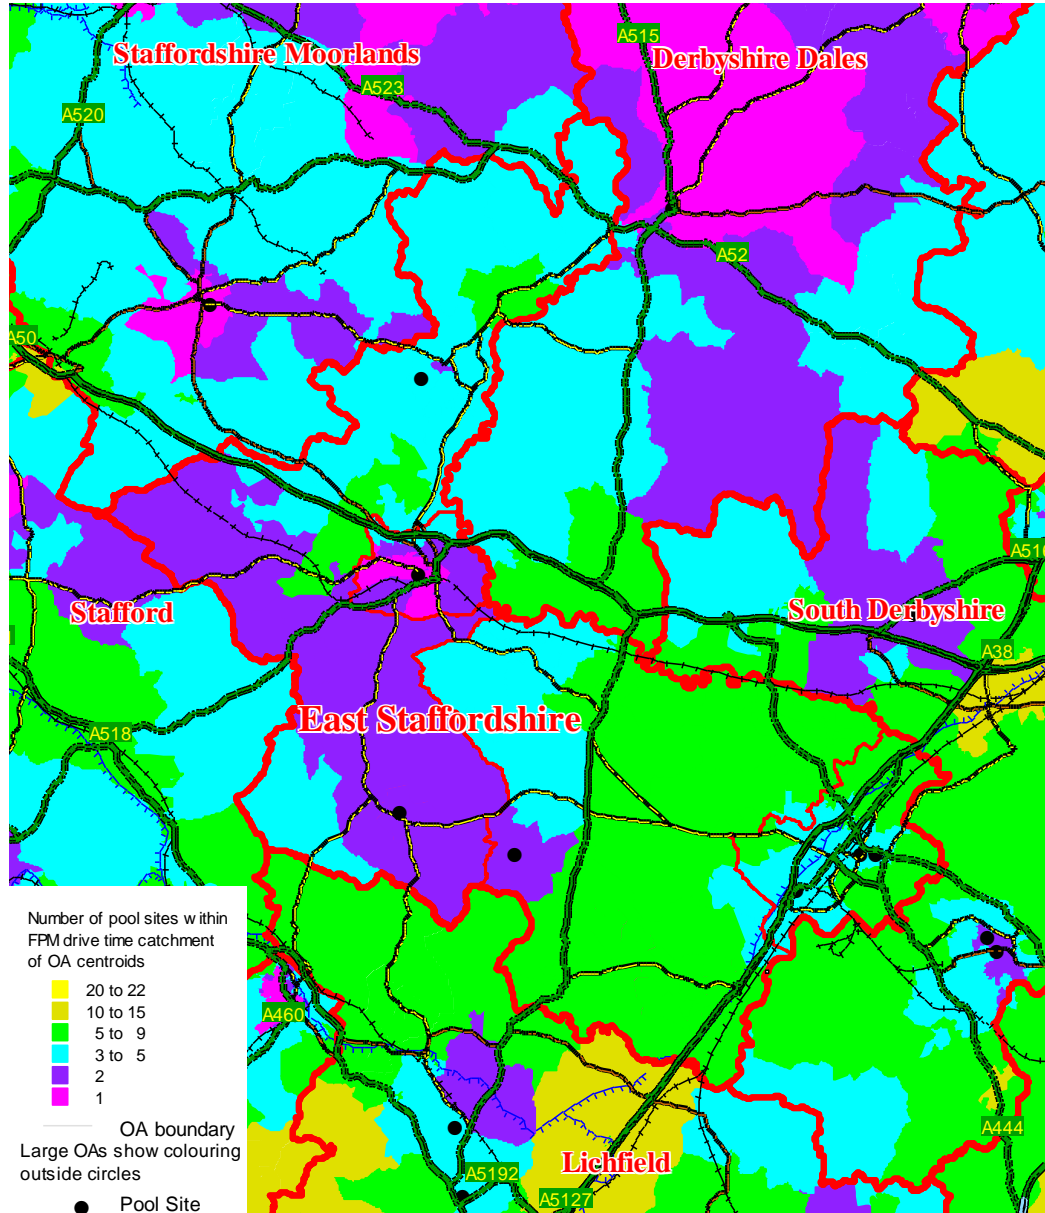 A515
Staffordshire Moorlands
Derbyshire Dales
A523
A520
A52
A50
A516
Stafford
South Derbyshire
A38
East Staffordshire
A518
Number of pool sites within
FPM drive time catchment
of OA centroids
20 to 22
10 to 15
5 to 9
3 to 5
2
1
OA boundary
Large OAs show colouring
outside circles
Pool Site
A460
A444
Lichfield
A5192
A5127